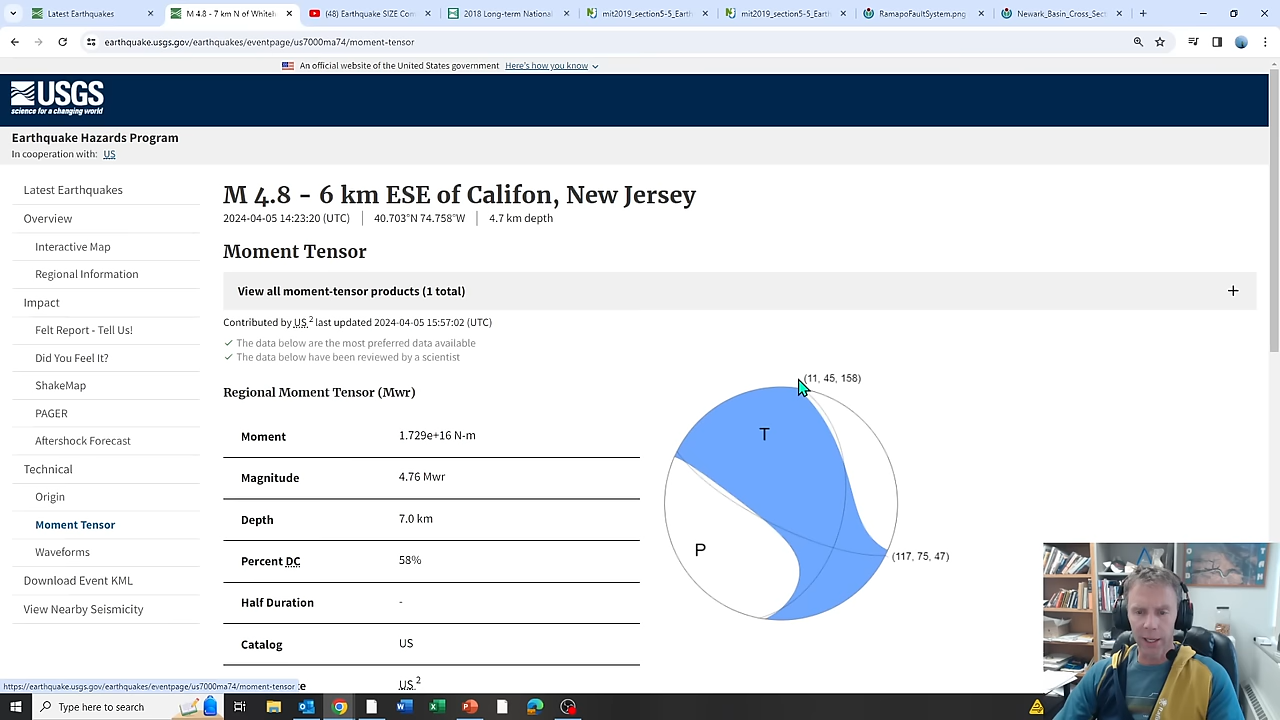 Latest Earthquakes
M 4.8 - 7 km N of Whiteh
(48) Earthquake SIZE Com
2018 Long-term National
mit2019_section5-5_Earth
mit2019_section5-5_Earth
RamapoFaultSystem.png
Newark_Basin_Cross_Sect
earthquake.usgs.gov/earthquakes/eventpage/us7000ma74/moment-tensor
An official website of the United States government Here's how you know
USGS
science for a changing world
Earthquake Hazards Program
In cooperation with: US
Latest Earthquakes
Overview
Interactive Map
Regional Information
Impact
Felt Report - Tell Us!
Did You Feel It?
ShakeMap
PAGER
Aftershock Forecast
Technical
Origin
Moment Tensor
Waveforms
Download Event KML
View Nearby Seismicity
M 4.8 - 6 km ESE of Califon, New Jersey
2024-04-05 14:23:20 (UTC) 40.703°N 74.758°W 4.7 km depth
Moment Tensor
View all moment-tensor products (1 total) +
Contributed by US 2 last updated 2024-04-05 15:57:02 (UTC)
✓ The data below are the most preferred data available
✓ The data below have been reviewed by a scientist
Regional Moment Tensor (Mwr)
Moment 1.729e+16 N-m
Magnitude 4.76 Mwr
Depth 7.0 km
Percent DC 58%
Half Duration -
Catalog US
US 2
(11, 45, 158)
T
P
(117, 75, 47)
https://earthquake.usgs.gov/earthquakes/eventpage/us7000ma74/moment-tensor
Type here to search